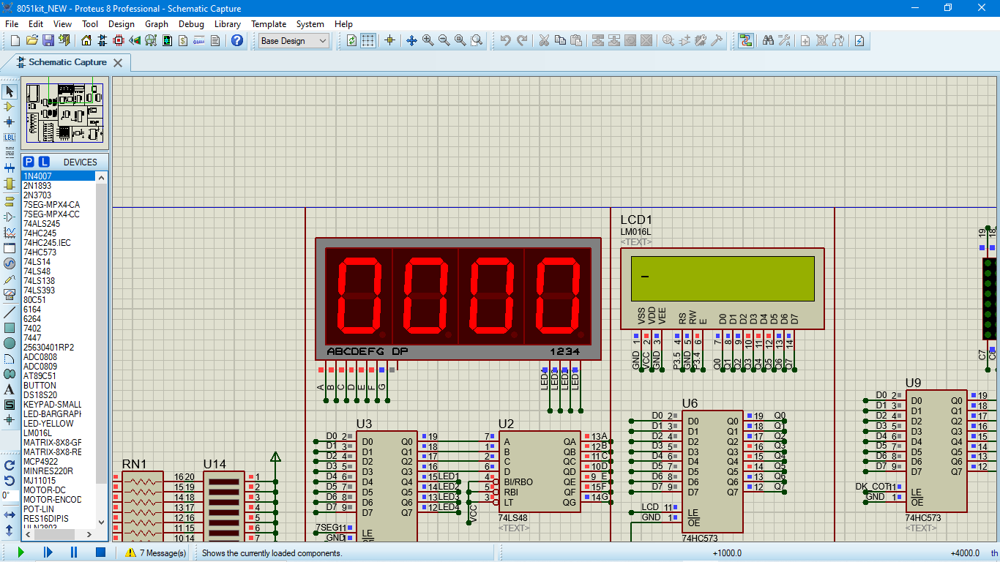 8051kit_NEW - Proteus 8 Professional - Schematic Capture
File Edit View Tool Design Graph Debug Library Template System Help
Base Design
Schematic Capture
P L DEVICES
1N4007
2N1893
2N3703
7SEG-MPX4-CA
7SEG-MPX4-CC
74ALS245
74HC245
74HC245.IEC
74HC573
74LS14
74LS48
74LS138
74LS393
80C51
6164
6264
7402
7447
25630401RP2
ADC0808
ADC0809
AT89C51
BUTTON
DS18S20
KEYPAD-SMALL
LED-BARGRAPH
LED-YELLOW
LM016L
MATRIX-8X8-GR
MATRIX-8X8-RE
MCP4922
MINRES220R
MJ11015
MOTOR-DC
MOTOR-ENCOD
POT-LIN
RES16DIPIS
ULN2803
LBL
A
S
0°
0000
ABCDEFG DP 1234
A B C D E F G
LED4 LED3 LED2 LED1
LCD1
LM016L
<TEXT>
VSS VDD VEE RS RW E D0 D1 D2 D3 D4 D5 D6 D7
1 2 3 4 5 6 7 8 9 10 11 12 13 14
GND VCC GND P3.5 GND P3.4 Q0 Q1 Q2 Q3 Q4 Q5 Q6 Q7
19 18
C7 C8
RN1
16 15 14 13 12 11 10
U14
20 1
19 2
18 3
17 4
16 5
15 6
14 7
U3
D0 2 D0 Q0 19
D1 3 D1 Q1 18
D2 4 D2 Q2 17
D3 5 D3 Q3 16
D4 6 D4 Q4 15 LED1
D5 7 D5 Q5 14 LED2
D6 8 D6 Q6 13 LED3
D7 9 D7 Q7 12 LED4
7SEG 11 LE
GND 1 OE
U2
7 A QA 13 A
1 B QB 12 B
2 C QC 11 C
6 D QD 10 D
4 BI/RBO QE 9 E
5 RBI QF 15 F
3 LT QG 14 G
VCC
74LS48
<TEXT>
U6
D0 2 D0 Q0 19 Q0
D1 3 D1 Q1 18 Q1
D2 4 D2 Q2 17 Q2
D3 5 D3 Q3 16 Q3
D4 6 D4 Q4 15 Q4
D5 7 D5 Q5 14 Q5
D6 8 D6 Q6 13 Q6
D7 9 D7 Q7 12 Q7
LCD 11 LE
GND 1 OE
74HC573
U9
D0 2 D0 Q0 19
D1 3 D1 Q1 18
D2 4 D2 Q2 17
D3 5 D3 Q3 16
D4 6 D4 Q4 15
D5 7 D5 Q5 14
D6 8 D6 Q6 13
D7 9 D7 Q7 12
DK_COT 11 LE
GND 1 OE
74HC573
<TEXT>
7 Message(s) Shows the currently loaded components. +1000.0 +4000.0 th